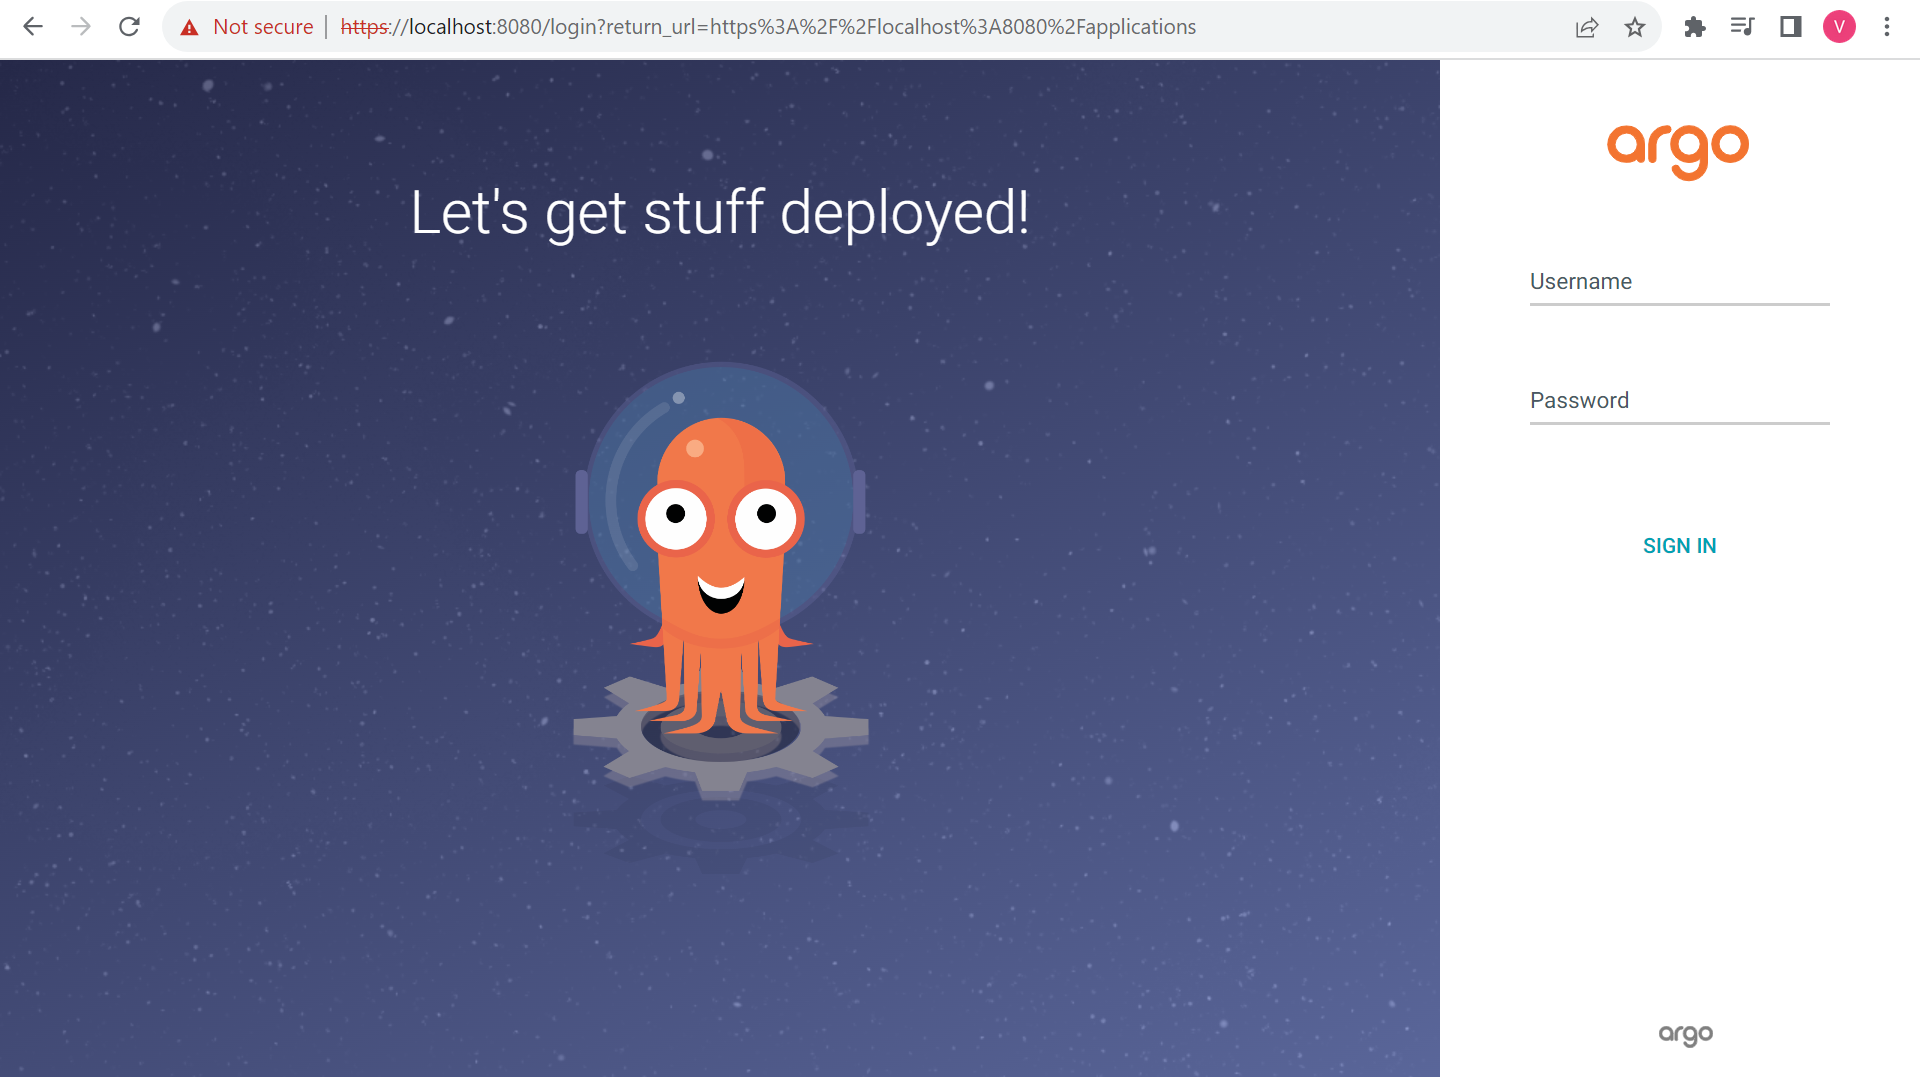 Not secure | https://localhost:8080/login?return_url=https%3A%2F%2Flocalhost%3A8080%2Fapplications
V
Let's get stuff deployed!
argo
Username
Password
SIGN IN
argo